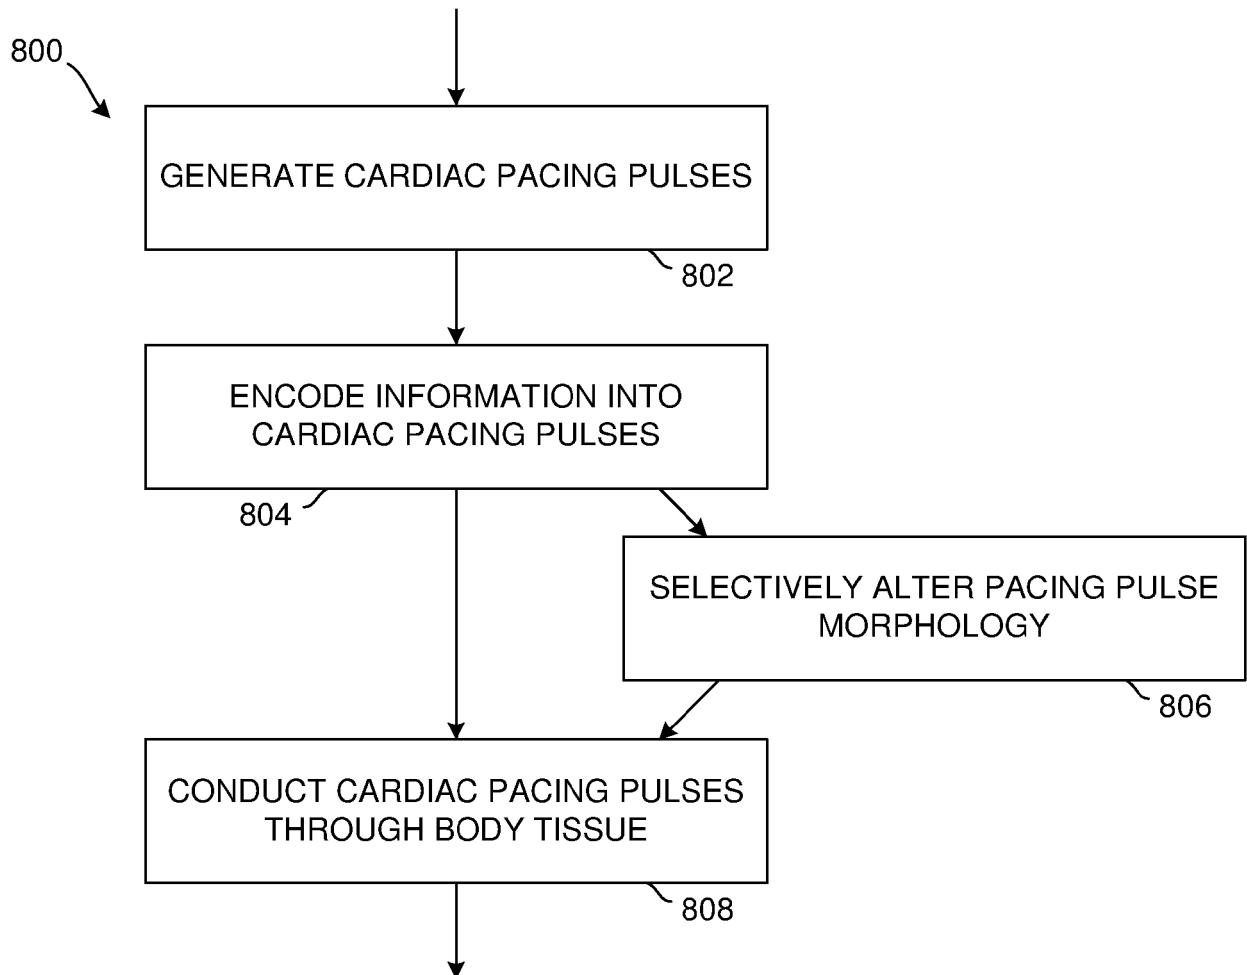 800
GENERATE CARDIAC PACING PULSES
802
ENCODE INFORMATION INTO
CARDIAC PACING PULSES
804
SELECTIVELY ALTER PACING PULSE
MORPHOLOGY
806
CONDUCT CARDIAC PACING PULSES
THROUGH BODY TISSUE
808